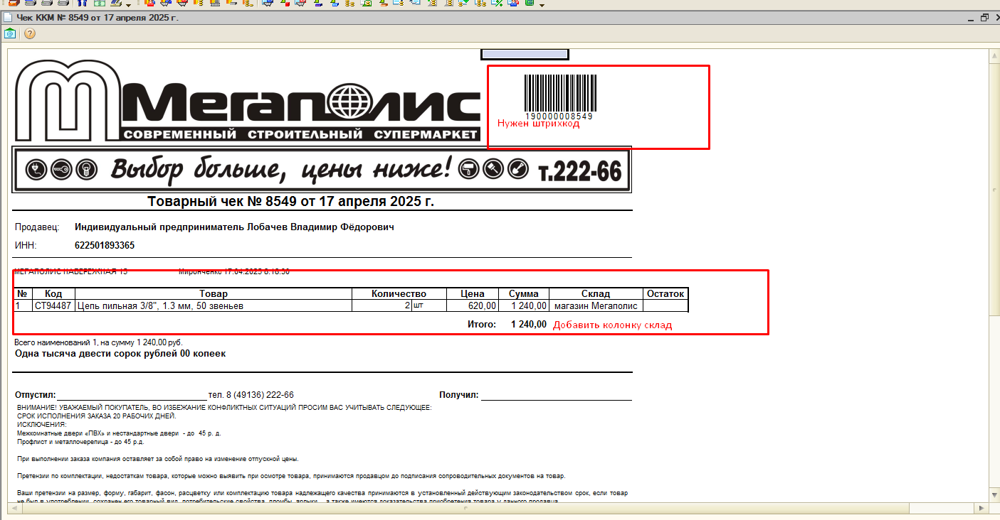 Чек ККМ № 8549 от 17 апреля 2025 г.
Мегаполис
СОВРЕМЕННЫЙ СТРОИТЕЛЬНЫЙ СУПЕРМАРКЕТ
190000008549
Нужен штрихкод
Выбор больше, цены ниже! т.222-66
Товарный чек № 8549 от 17 апреля 2025 г.
Продавец: Индивидуальный предприниматель Лобачев Владимир Фёдорович
ИНН: 622501893365
МЕГАПОЛИС НАБЕРЕЖНАЯ 15 Миронченко 17.04.2025 8:18:30
№ Код Товар Количество Цена Сумма Склад Остаток
1 СТ94487 Цепь пильная 3/8", 1.3 мм, 50 звеньев 2 шт 620,00 1 240,00 магазин Мегаполис
Итого: 1 240,00 Добавить колонку склад
Всего наименований 1, на сумму 1 240,00 руб.
Одна тысяча двести сорок рублей 00 копеек
Отпустил: тел. 8 (49136) 222-66 Получил:
ВНИМАНИЕ! УВАЖАЕМЫЙ ПОКУПАТЕЛЬ, ВО ИЗБЕЖАНИЕ КОНФЛИКТНЫХ СИТУАЦИЙ ПРОСИМ ВАС УЧИТЫВАТЬ СЛЕДУЮЩЕЕ:
СРОК ИСПОЛНЕНИЯ ЗАКАЗА 20 РАБОЧИХ ДНЕЙ.
ИСКЛЮЧЕНИЯ:
Межкомнатные двери «ПВХ» и нестандартные двери - до 45 р. д.
Профлист и металлочерепица - до 45 р.д.
При выполнении заказа компания оставляет за собой право на изменение отпускной цены.
Претензии по комплектации, недостаткам товара, которые можно выявить при осмотре товара, принимаются продавцом до подписания сопроводительных документов на товар.
Ваши претензии на размер, форму, габарит, фасон, расцветку или комплектацию товара надлежащего качества принимаются в установленный действующим законодательством срок, если товар
не был в употреблении, сохранен его товарный вид, потребительские свойства, пломбы, ярлыки, а также имеются доказательства приобретения товара у данного продавца